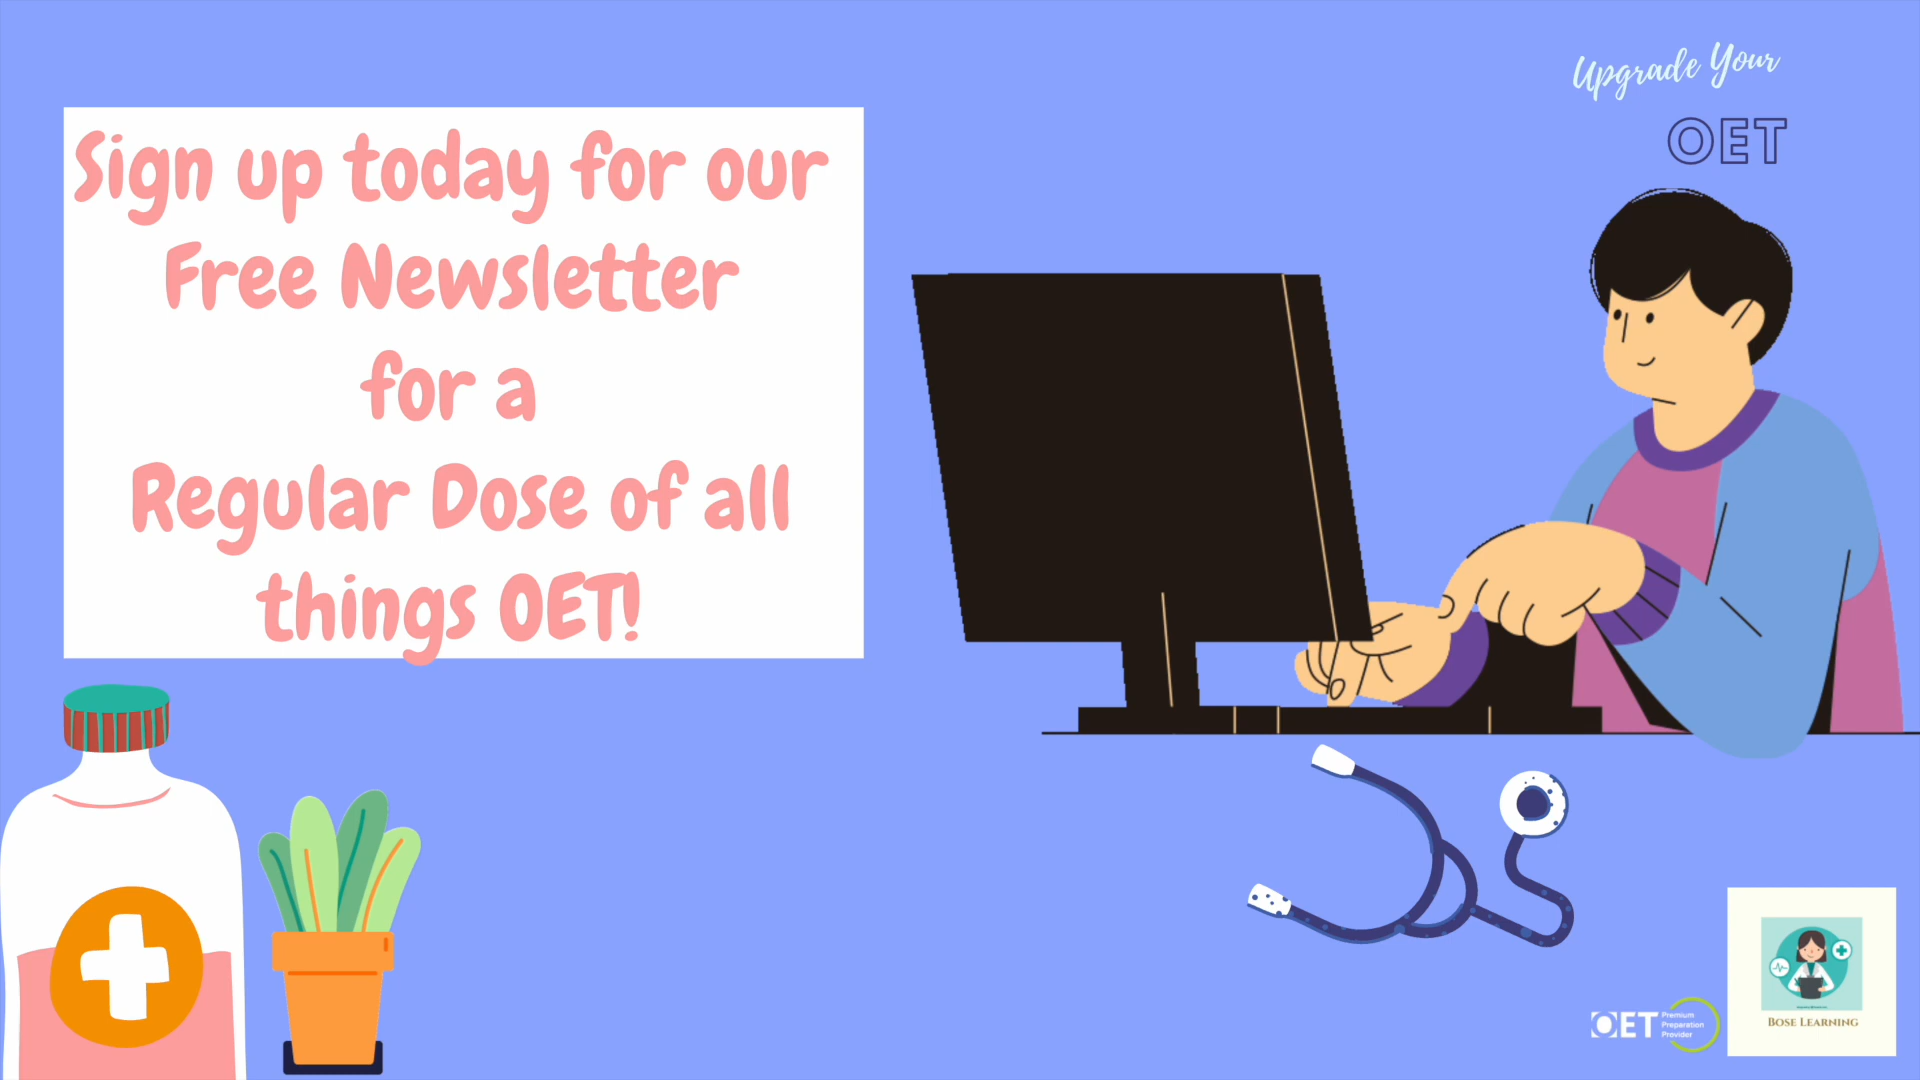 Upgrade Your
OET
Sign up today for our
Free Newsletter
for a
Regular Dose of all
things OET!
OET Premium
Preparation
Provider
BOSE LEARNING